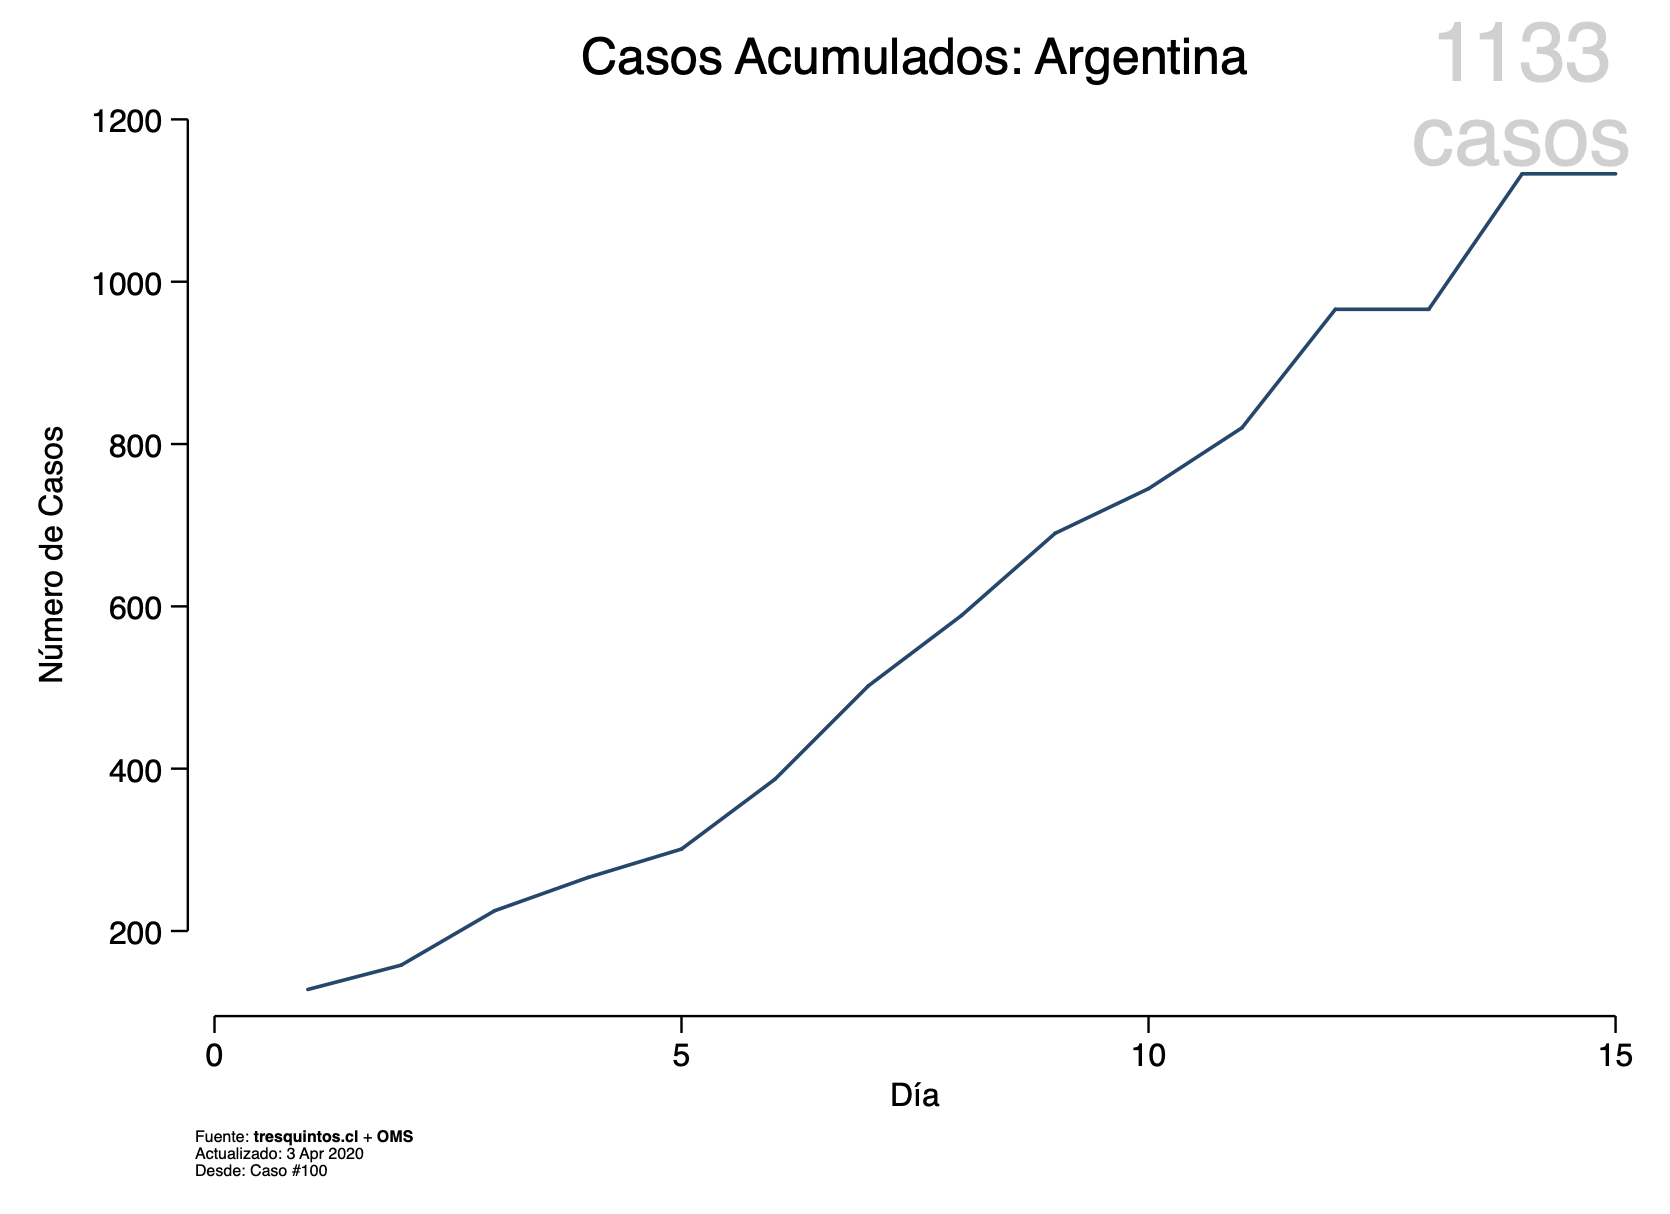 Casos Acumulados: Argentina
1133
casos
1200
1000
800
600
400
200
Número de Casos
0 5 10 15
Día
Fuente: tresquintos.cl + OMS
Actualizado: 3 Apr 2020
Desde: Caso #100